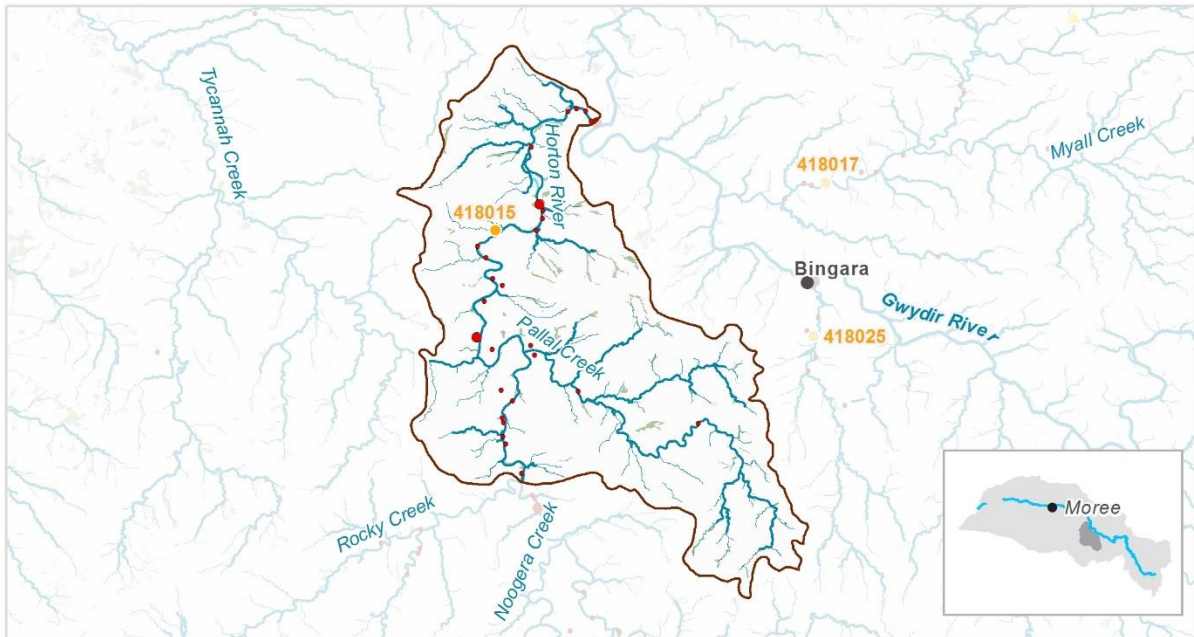 Tycannah Creek
Horton River
Myall Creek
418017
418015
Bingara
Gwydir River
Pallal Creek
418025
Rocky Creek
Noogera Creek
Moree